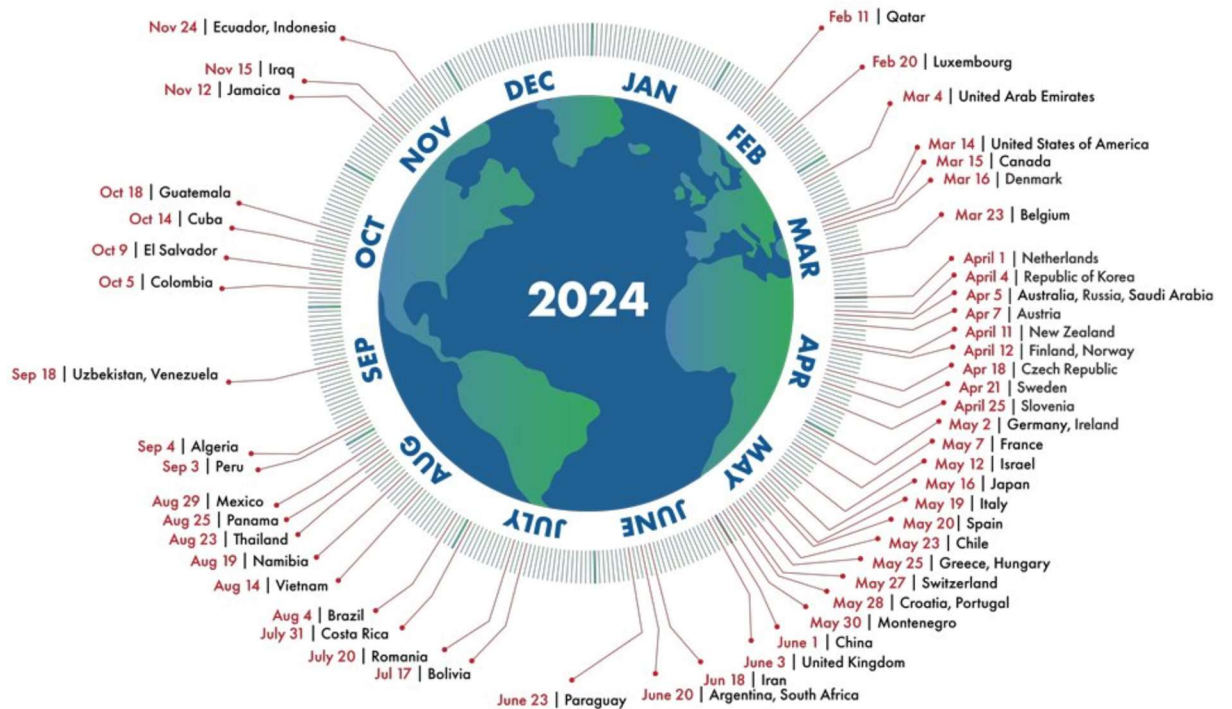 JAN
FEB
MAR
APR
MAY
JUNE
JULY
AUG
SEP
OCT
NOV
DEC
2024
Feb 11 | Qatar
Feb 20 | Luxembourg
Mar 4 | United Arab Emirates
Mar 14 | United States of America
Mar 15 | Canada
Mar 16 | Denmark
Mar 23 | Belgium
April 1 | Netherlands
April 4 | Republic of Korea
Apr 5 | Australia, Russia, Saudi Arabia
Apr 7 | Austria
April 11 | New Zealand
April 12 | Finland, Norway
Apr 18 | Czech Republic
Apr 21 | Sweden
April 25 | Slovenia
May 2 | Germany, Ireland
May 7 | France
May 12 | Israel
May 16 | Japan
May 19 | Italy
May 20 | Spain
May 23 | Chile
May 25 | Greece, Hungary
May 27 | Switzerland
May 28 | Croatia, Portugal
May 30 | Montenegro
June 1 | China
June 3 | United Kingdom
Jun 18 | Iran
June 20 | Argentina, South Africa
June 23 | Paraguay
Jul 17 | Bolivia
July 20 | Romania
July 31 | Costa Rica
Aug 4 | Brazil
Aug 14 | Vietnam
Aug 19 | Namibia
Aug 23 | Thailand
Aug 25 | Panama
Aug 29 | Mexico
Sep 3 | Peru
Sep 4 | Algeria
Sep 18 | Uzbekistan, Venezuela
Oct 5 | Colombia
Oct 9 | El Salvador
Oct 14 | Cuba
Oct 18 | Guatemala
Nov 12 | Jamaica
Nov 15 | Iraq
Nov 24 | Ecuador, Indonesia